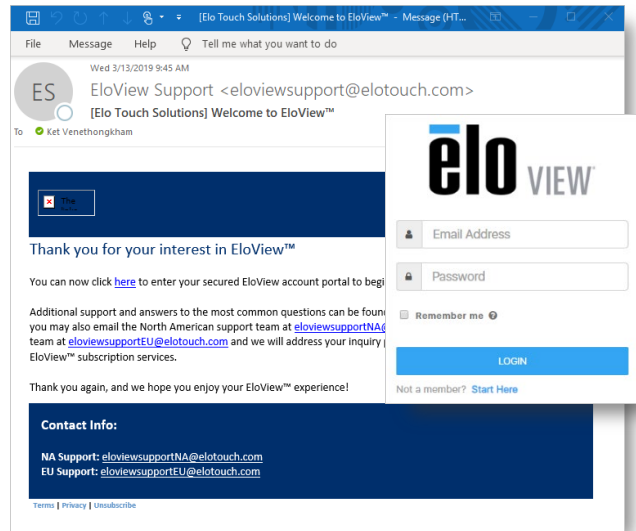 [Elo Touch Solutions] Welcome to EloView™ - Message (HT...
File Message Help Tell me what you want to do
Wed 3/13/2019 9:45 AM
ES
EloView Support <eloviewsupport@elotouch.com>
[Elo Touch Solutions] Welcome to EloView™
To Ket Venethongkham
The
Thank you for your interest in EloView™
You can now click here to enter your secured EloView account portal to begi
Additional support and answers to the most common questions can be foun
you may also email the North American support team at eloviewsupportNA@
team at eloviewsupportEU@elotouch.com and we will address your inquiry
EloView™ subscription services.
Thank you again, and we hope you enjoy your EloView™ experience!
Contact Info:
NA Support: eloviewsupportNA@elotouch.com
EU Support: eloviewsupportEU@elotouch.com
Terms | Privacy | Unsubscribe
elo VIEW
Email Address
Password
Remember me
LOGIN
Not a member? Start Here